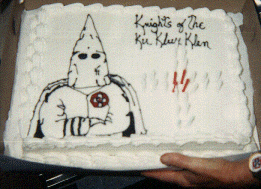 Knights of The
Ku Klux Klan